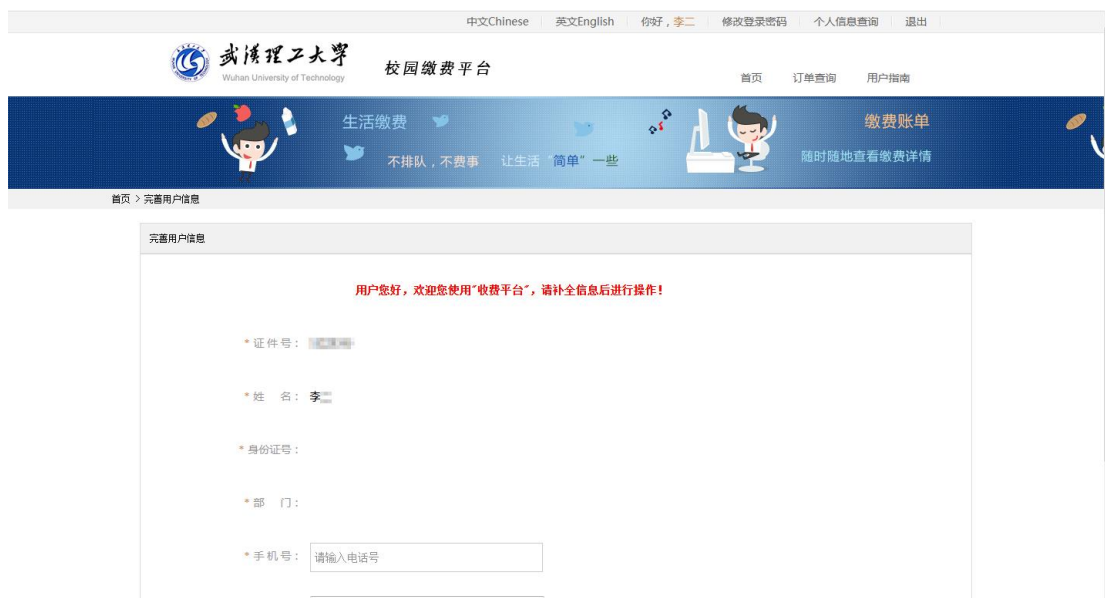 中文Chinese 英文English 你好，李二 修改登录密码 个人信息查询 退出
武汉理工大学
Wuhan University of Technology
校园缴费平台
首页 订单查询 用户指南
生活缴费
不排队，不费事 让生活“简单”一些
缴费账单
随时随地查看缴费详情
首页 > 完善用户信息
完善用户信息
用户您好，欢迎您使用"收费平台"，请补全信息后进行操作！
* 证件号：
* 姓 名： 李
* 身份证号：
* 部 门：
* 手机号： 请输入电话号